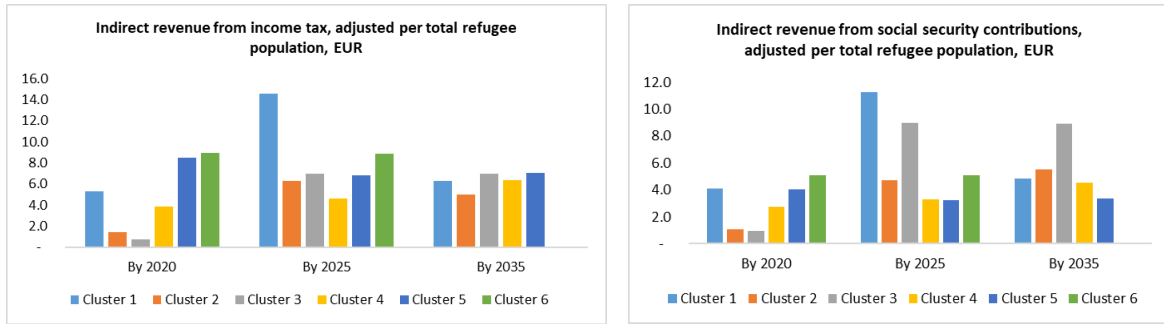 Indirect revenue from income tax, adjusted per total refugee
population, EUR
16.0
14.0
12.0
10.0
8.0
6.0
4.0
2.0
-
By 2020 By 2025 By 2035
Cluster 1 Cluster 2 Cluster 3 Cluster 4 Cluster 5 Cluster 6
Indirect revenue from social security contributions,
adjusted per total refugee population, EUR
12.0
10.0
8.0
6.0
4.0
2.0
-
By 2020 By 2025 By 2035
Cluster 1 Cluster 2 Cluster 3 Cluster 4 Cluster 5 Cluster 6